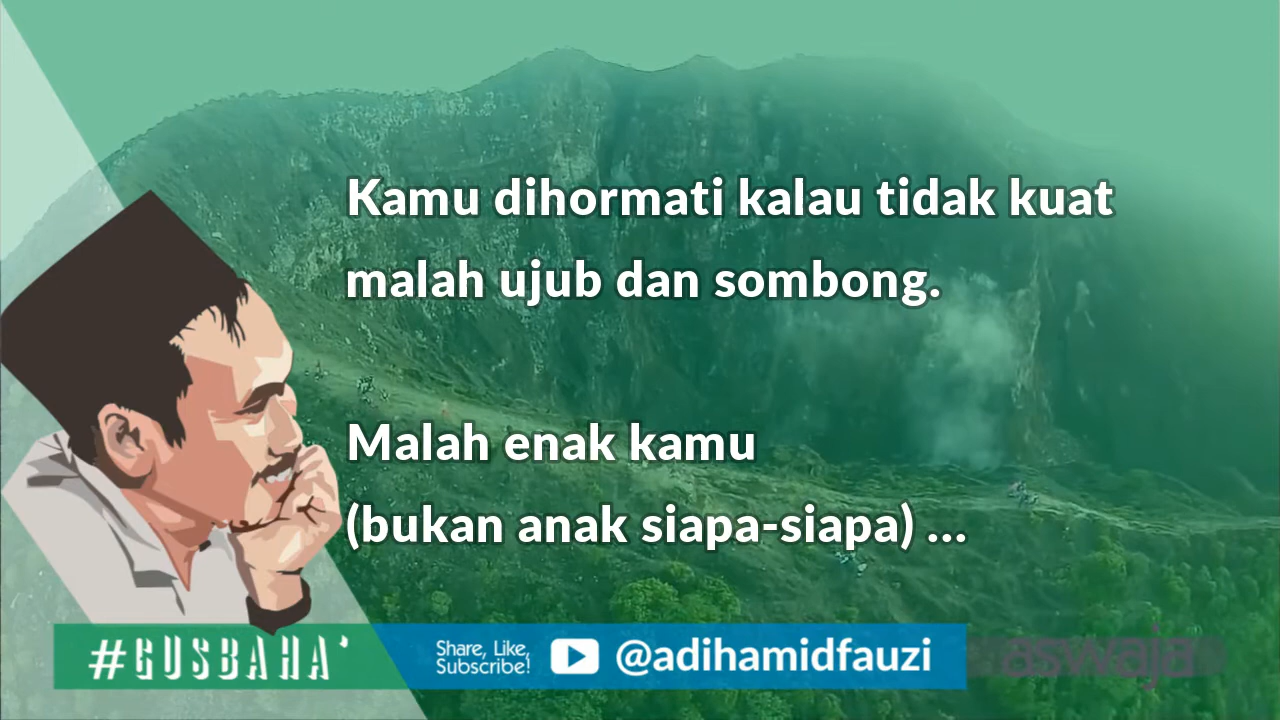 Kamu dihormati kalau tidak kuat
malah ujub dan sombong.
Malah enak kamu
(bukan anak siapa-siapa) ...
#GUSBAHA'
Share, Like,
Subscribe!
@adihamidfauzi
aswaja